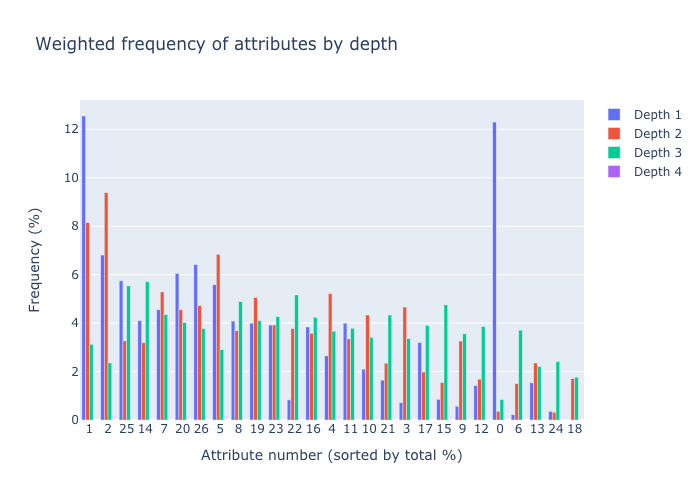 Weighted frequency of attributes by depth
Depth 1
Depth 2
Depth 3
Depth 4
Frequency (%)
12
10
8
6
4
2
0
1 2 25 14 7 20 26 5 8 19 23 22 16 4 11 10 21 3 17 15 9 12 0 6 13 24 18
Attribute number (sorted by total %)